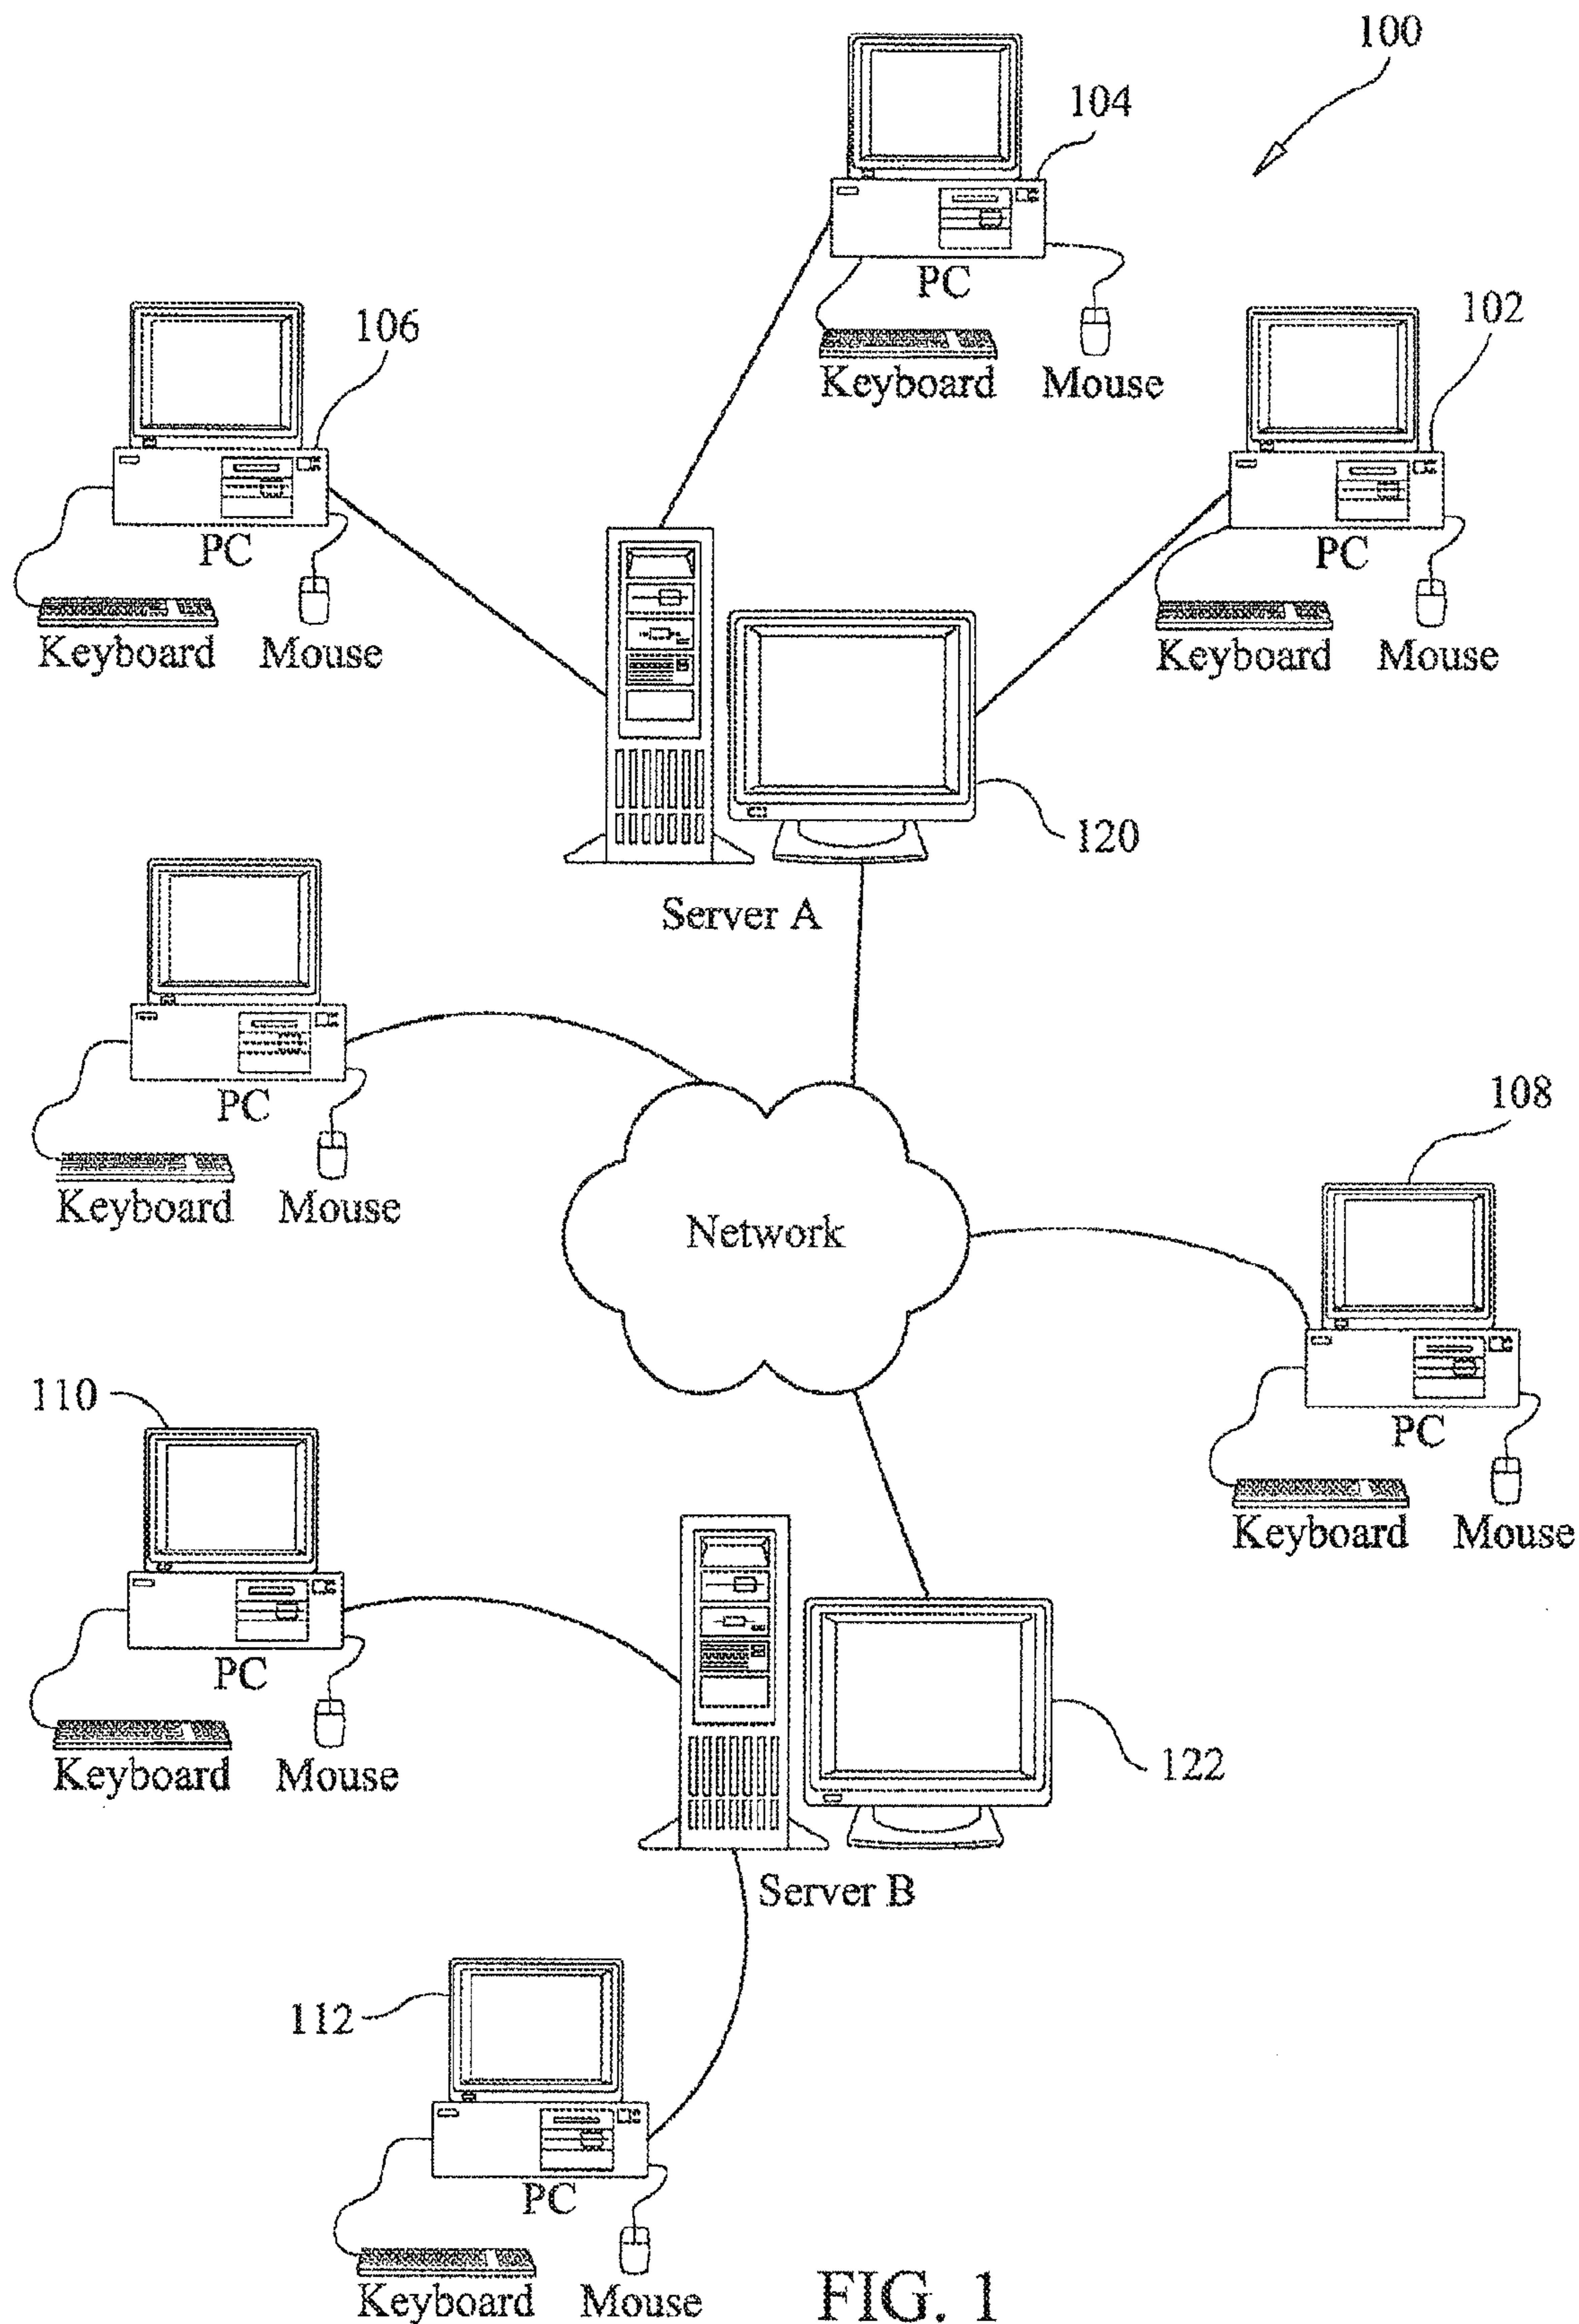 100
104
PC
Keyboard Mouse
102
PC
Keyboard Mouse
106
PC
Keyboard Mouse
120
Server A
PC
Keyboard Mouse
Network
108
PC
Keyboard Mouse
110
PC
Keyboard Mouse
122
Server B
112
PC
Keyboard Mouse
FIG. 1